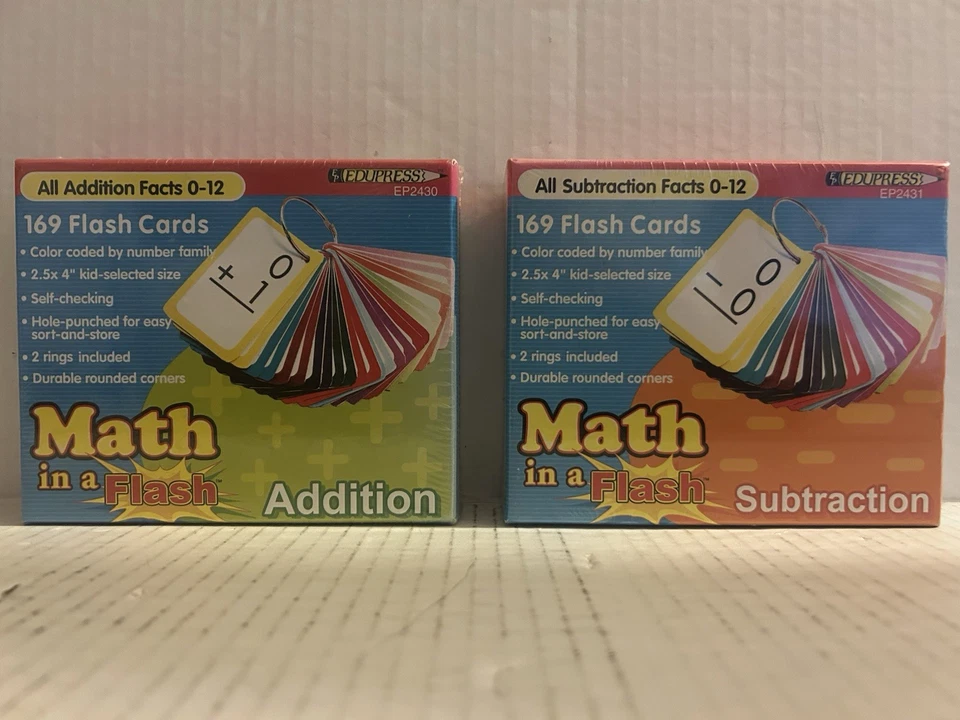 All Addition Facts 0-12
EDUPRESS
EP2430
169 Flash Cards
• Color coded by number family
• 2.5x 4" kid-selected size
• Self-checking
• Hole-punched for easy
sort-and-store
• 2 rings included
• Durable rounded corners
0
+ 1
Math
in a
Flash™
Addition
All Subtraction Facts 0-12
EDUPRESS
EP2431
169 Flash Cards
• Color coded by number family
• 2.5x 4" kid-selected size
• Self-checking
• Hole-punched for easy
sort-and-store
• 2 rings included
• Durable rounded corners
0
- 0
Math
in a
Flash™
Subtraction